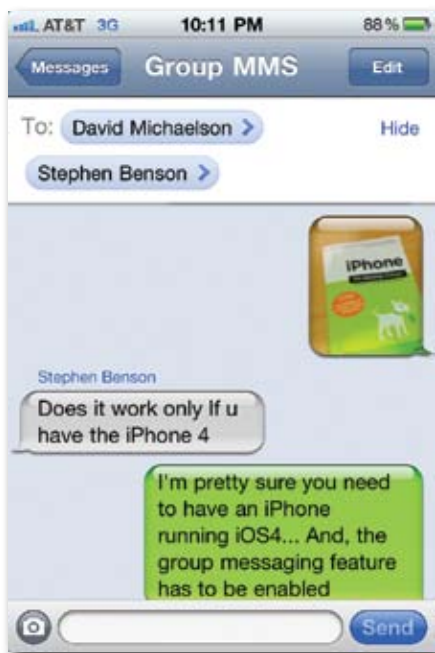 AT&T 3G 10:11 PM 88%
Messages Group MMS Edit
To: David Michaelson > Hide
Stephen Benson >
iPhone
Stephen Benson
Does it work only If u
have the iPhone 4
I'm pretty sure you need
to have an iPhone
running iOS4... And, the
group messaging feature
has to be enabled
Send